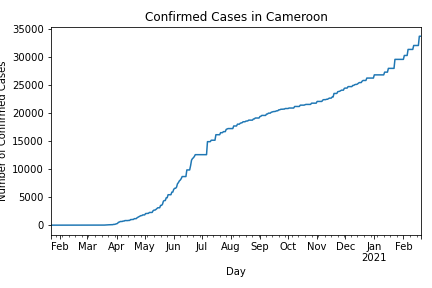 Confirmed Cases in Cameroon
35000
30000
25000
20000
15000
10000
5000
0
Number of Confirmed Cases
Feb Mar Apr May Jun Jul Aug Sep Oct Nov Dec Jan Feb
2021
Day